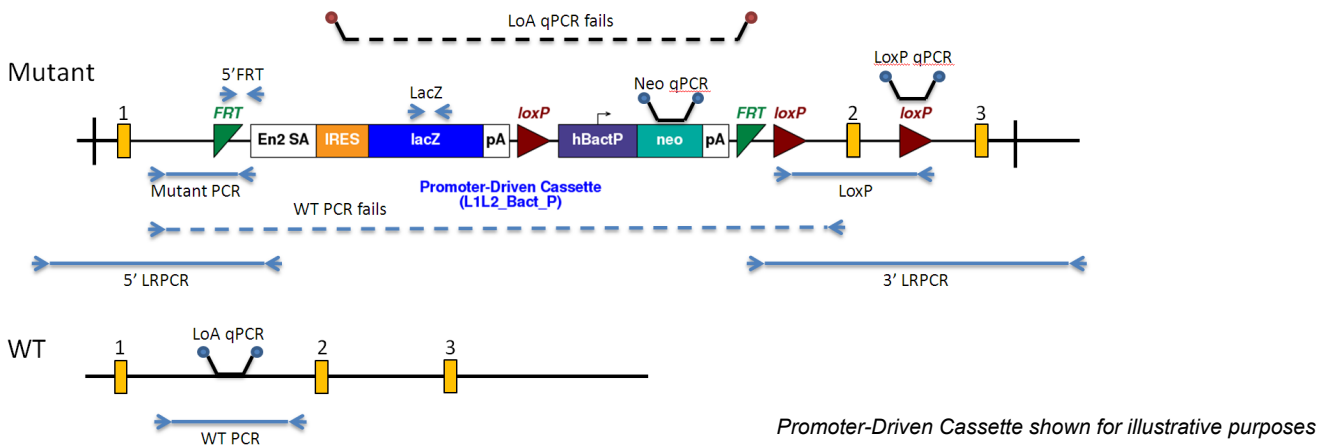 LoA qPCR fails
Mutant
5'FRT
LacZ
Neo qPCR
LoxP qPCR
1
FRT
loxP
FRT
loxP
2
loxP
3
En2 SA
IRES
lacZ
pA
hBactP
neo
pA
Mutant PCR
Promoter-Driven Cassette
(L1L2_Bact_P)
LoxP
WT PCR fails
5' LRPCR
3' LRPCR
WT
1
LoA qPCR
2
3
WT PCR
Promoter-Driven Cassette shown for illustrative purposes